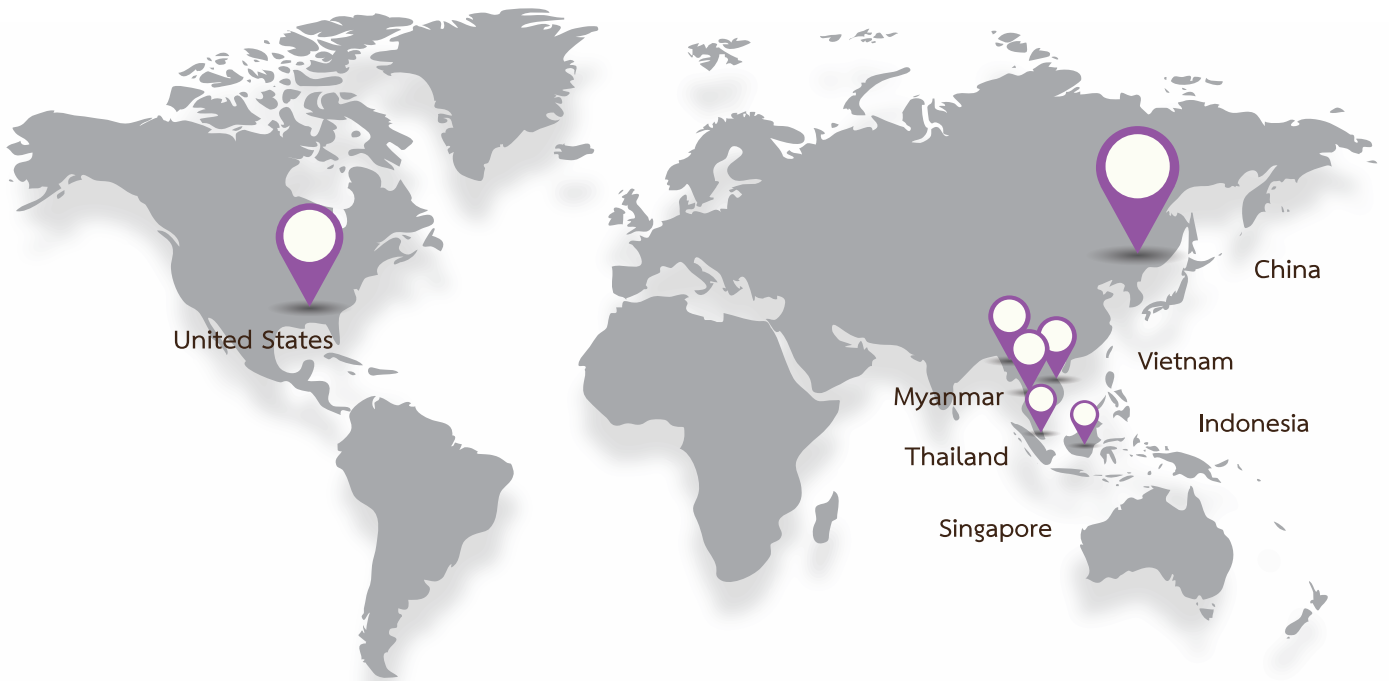 China
United States
Vietnam
Myanmar
Indonesia
Thailand
Singapore